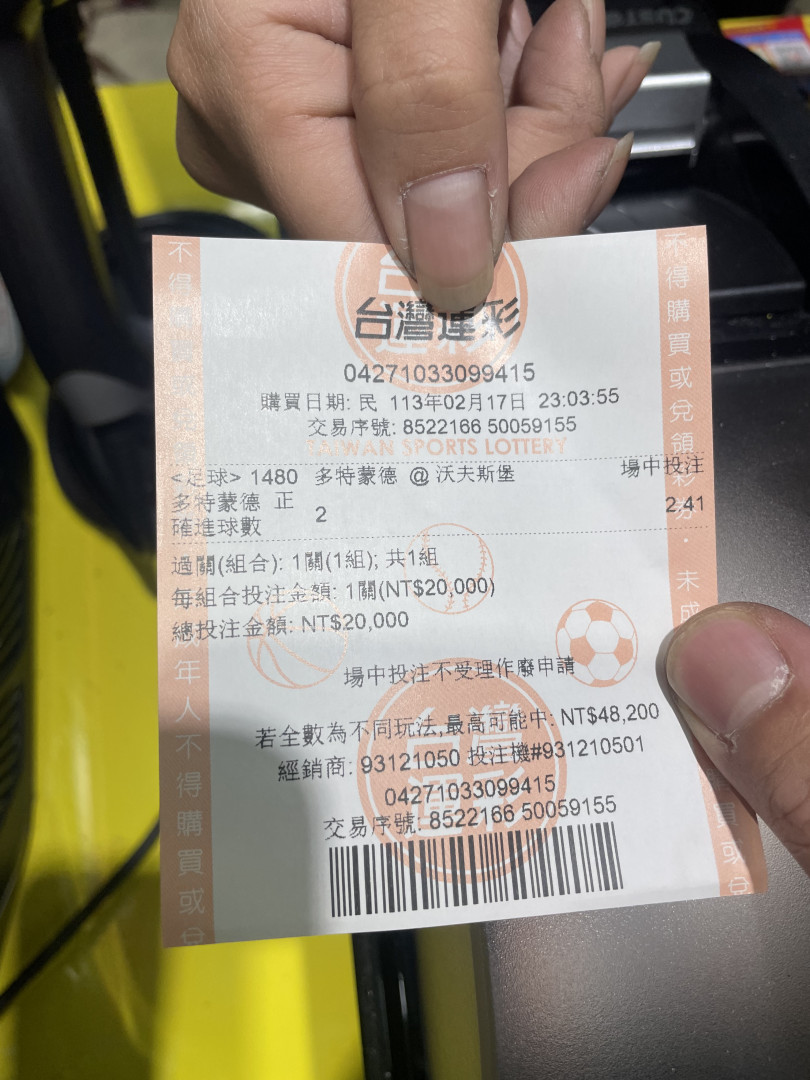 台灣運彩
04271033099415
購買日期: 民 113年02月17日 23:03:55
交易序號: 8522166 50059155
TAIWAN SPORTS LOTTERY
<足球> 1480 多特蒙德 @ 沃夫斯堡 場中投注
多特蒙德 正確進球數 2 2.41
過關(組合): 1關(1組); 共1組
每組合投注金額: 1關(NT$20,000)
總投注金額: NT$20,000
場中投注不受理作廢申請
若全數為不同玩法,最高可能中: NT$48,200
經銷商: 93121050 投注機#931210501
04271033099415
交易序號: 8522166 50059155
年人不得購買或兌
不得購買或兌領彩券．未成